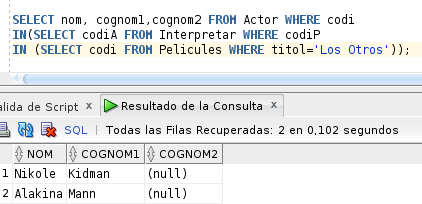 SELECT nom, cognom1,cognom2 FROM Actor WHERE codi
IN(SELECT codiA FROM Interpretar WHERE codiP
IN (SELECT codi FROM Pelicules WHERE titol='Los Otros'));
alida de Script x Resultado de la Consulta x
SQL | Todas las Filas Recuperadas: 2 en 0,102 segundos
NOM COGNOM1 COGNOM2
1 Nikole Kidman (null)
2 Alakina Mann (null)